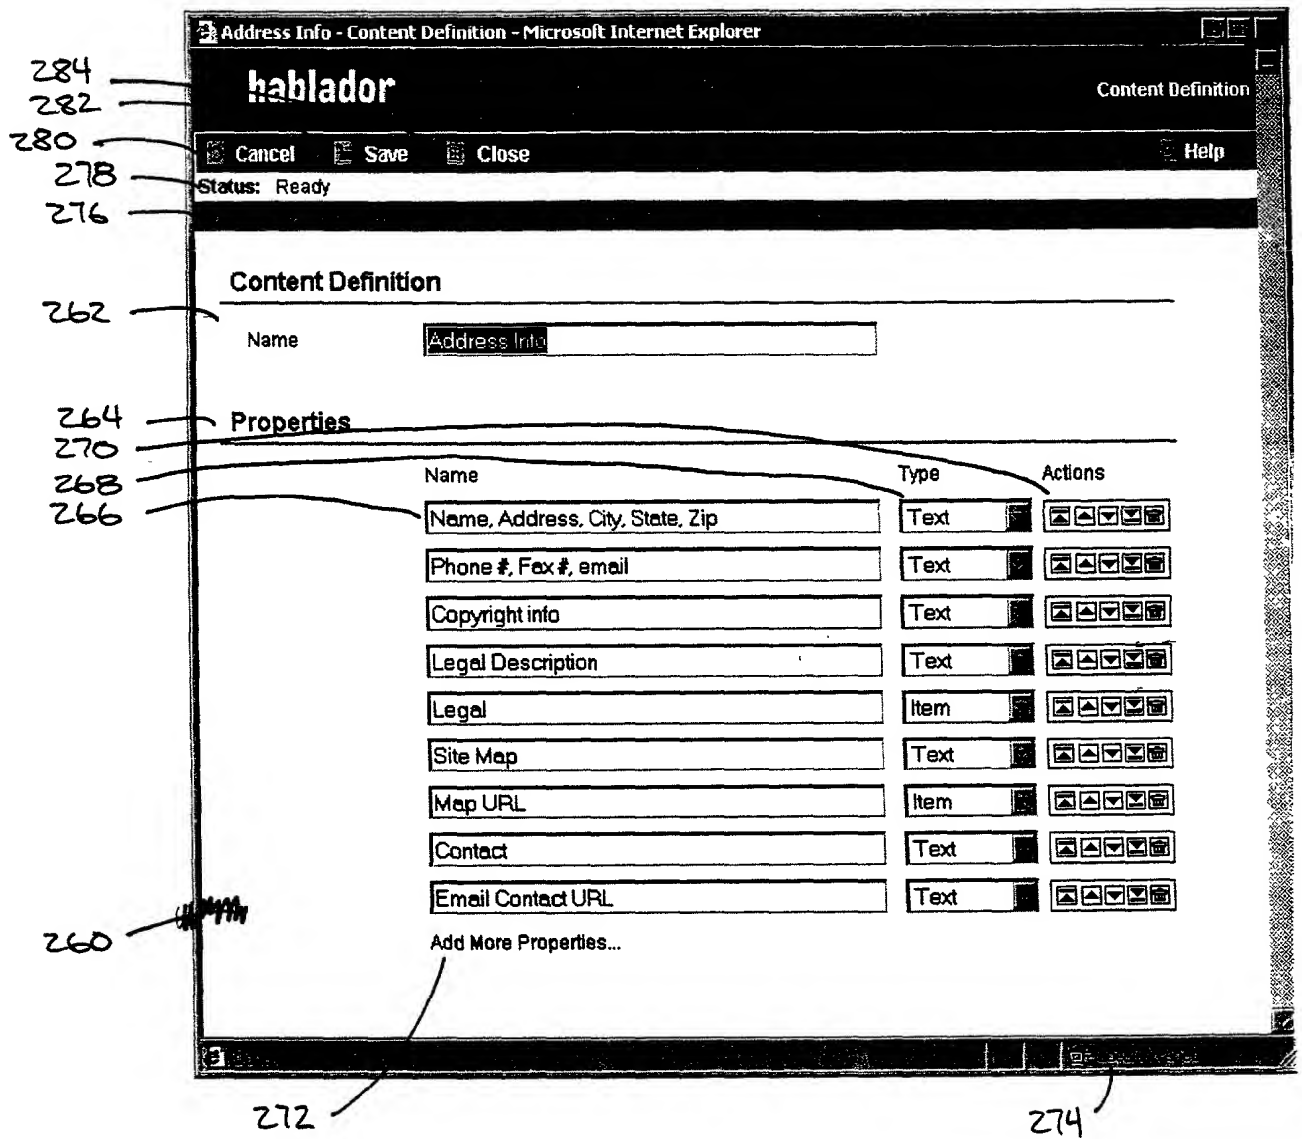 Address Info - Content Definition - Microsoft Internet Explorer
284
hablador
Content Definition
282
280
Cancel Save Close Help
278
Status: Ready
276
Content Definition
262
Name Address Info
264
Properties
270
268
Name Type Actions
266
Name, Address, City, State, Zip Text
Phone #, Fax #, email Text
Copyright info Text
Legal Description Text
Legal Item
Site Map Text
Map URL Item
Contact Text
Email Contact URL Text
260
Add More Properties...
272
274